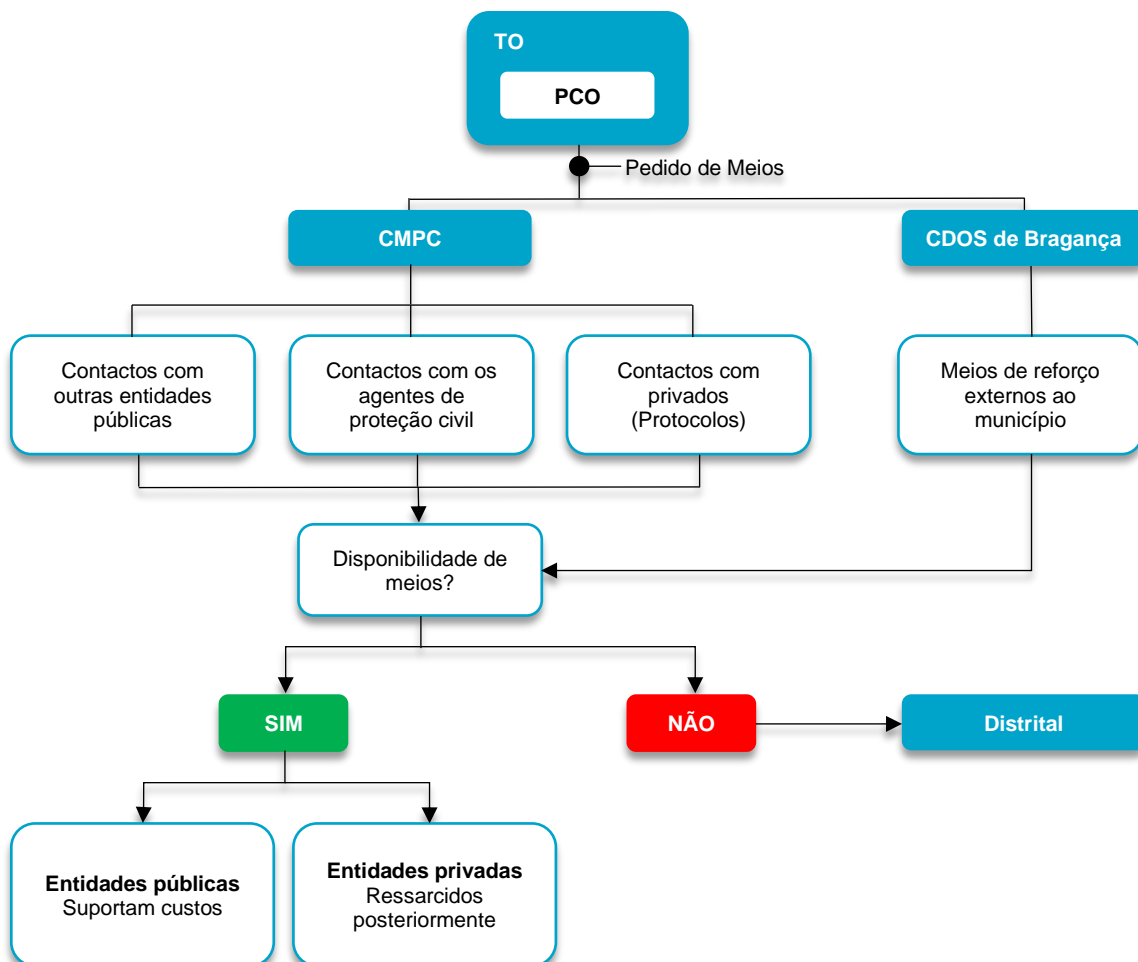 TO
PCO
Pedido de Meios
CMPC
CDOS de Bragança
Contactos com
outras entidades
públicas
Contactos com os
agentes de
proteção civil
Contactos com
privados
(Protocolos)
Meios de reforço
externos ao
município
Disponibilidade de
meios?
SIM
NÃO
Distrital
Entidades públicas
Suportam custos
Entidades privadas
Ressarcidos
posteriormente